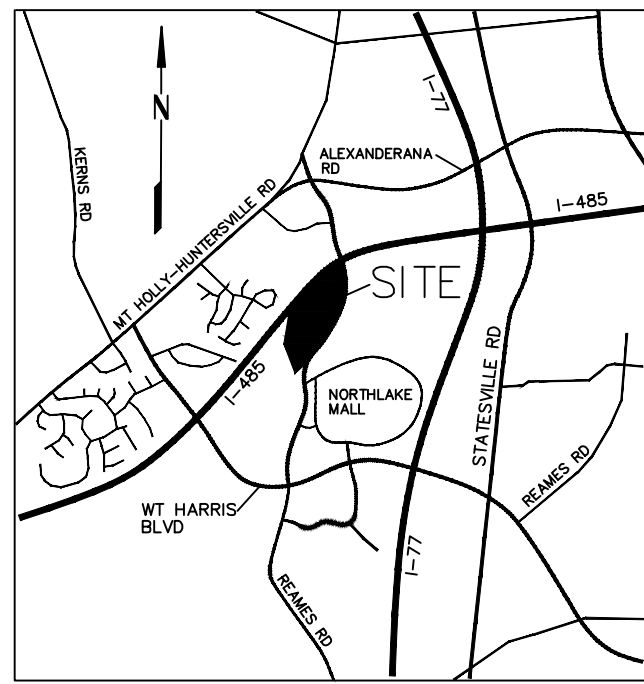 N
I-77
KERNS RD
ALEXANDERANA
RD
MT HOLLY-HUNTERSVILLE RD
I-485
SITE
I-485
NORTHLAKE
MALL
STATESVILLE RD
REAMES RD
WT HARRIS
BLVD
I-77
REAMES RD